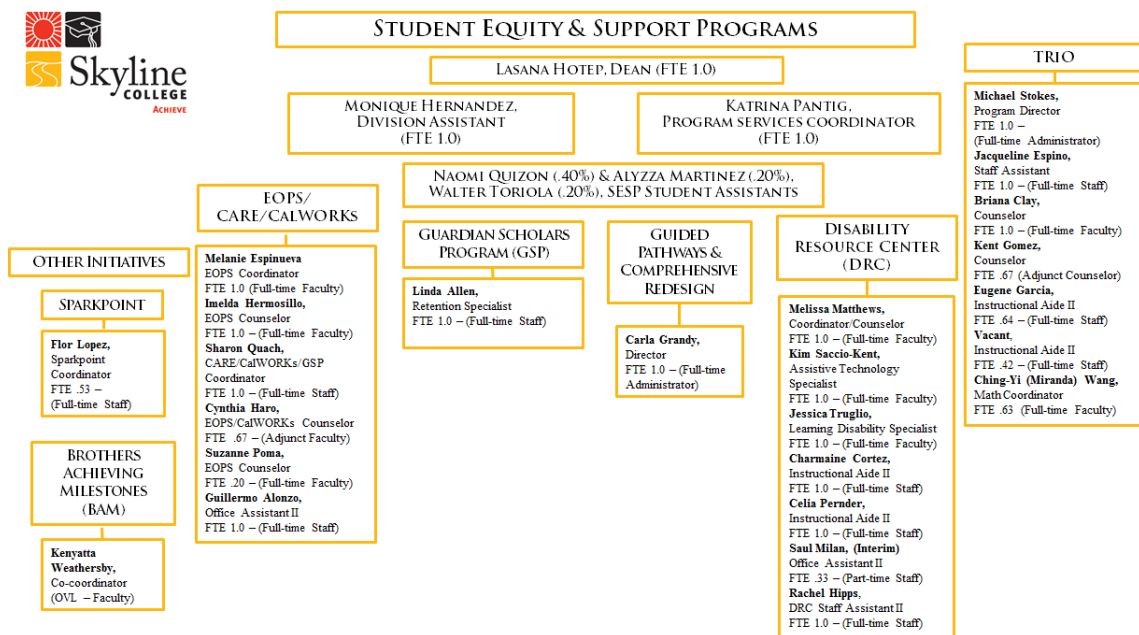 Skyline
COLLEGE
ACHIEVE
STUDENT EQUITY & SUPPORT PROGRAMS
LASANA HOTEP, DEAN (FTE 1.0)
MONIQUE HERNANDEZ,
DIVISION ASSISTANT
(FTE 1.0)
KATRINA PANTIG,
PROGRAM SERVICES COORDINATOR
(FTE 1.0)
NAOMI QUIZON (.40%) & ALYZZA MARTINEZ (.20%),
WALTER TORIOLA (.20%), SESP STUDENT ASSISTANTS
OTHER INITIATIVES
SPARKPOINT
Flor Lopez,
Sparkpoint
Coordinator
FTE .53 –
(Full-time Staff)
BROTHERS
ACHIEVING
MILESTONES
(BAM)
Kenyatta
Weathersby,
Co-coordinator
(OVL – Faculty)
EOPS/
CARE/CALWORKS
Melanie Espinueva
EOPS Coordinator
FTE 1.0 (Full-time Faculty)
Imelda Hermosillo,
EOPS Counselor
FTE 1.0 – (Full-time Faculty)
Sharon Quach,
CARE/CalWORKs/GSP
Coordinator
FTE 1.0 – (Full-time Staff)
Cynthia Haro,
EOPS/CalWORKs Counselor
FTE .67 – (Adjunct Faculty)
Suzanne Poma,
EOPS Counselor
FTE .20 – (Full-time Faculty)
Guillermo Alonzo,
Office Assistant II
FTE 1.0 – (Full-time Staff)
GUARDIAN SCHOLARS
PROGRAM (GSP)
Linda Allen,
Retention Specialist
FTE 1.0 – (Full-time Staff)
GUIDED
PATHWAYS &
COMPREHENSIVE
REDESIGN
Carla Grandy,
Director
FTE 1.0 – (Full-time
Administrator)
DISABILITY
RESOURCE CENTER
(DRC)
Melissa Matthews,
Coordinator/Counselor
FTE 1.0 – (Full-time Faculty)
Kim Saccio-Kent,
Assistive Technology
Specialist
FTE 1.0 – (Full-time Faculty)
Jessica Truglio,
Learning Disability Specialist
FTE 1.0 – (Full-time Faculty)
Charmaine Cortez,
Instructional Aide II
FTE 1.0 – (Full-time Staff)
Celia Pernder,
Instructional Aide II
FTE 1.0 – (Full-time Staff)
Saul Milan, (Interim)
Office Assistant II
FTE .33 – (Part-time Staff)
Rachel Hipps,
DRC Staff Assistant II
FTE 1.0 – (Full-time Staff)
TRIO
Michael Stokes,
Program Director
FTE 1.0 –
(Full-time Administrator)
Jacqueline Espino,
Staff Assistant
FTE 1.0 – (Full-time Staff)
Briana Clay,
Counselor
FTE 1.0 – (Full-time Faculty)
Kent Gomez,
Counselor
FTE .67 (Adjunct Counselor)
Eugene Garcia,
Instructional Aide II
FTE .64 – (Full-time Staff)
Vacant,
Instructional Aide II
FTE .42 – (Full-time Staff)
Ching-Yi (Miranda) Wang,
Math Coordinator
FTE .63 (Full-time Faculty)